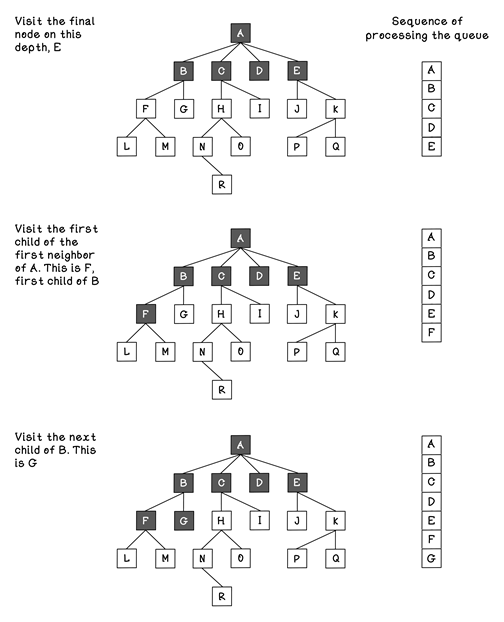 Visit the final
node on this
depth, E
Sequence of
processing the queue
A
B C D E
F G H I J K
L M N O P Q
R
A
B
C
D
E
Visit the first
child of the
first neighbor
of A. This is F,
first child of B
A
B C D E
F G H I J K
L M N O P Q
R
A
B
C
D
E
F
Visit the next
child of B. This
is G
A
B C D E
F G H I J K
L M N O P Q
R
A
B
C
D
E
F
G